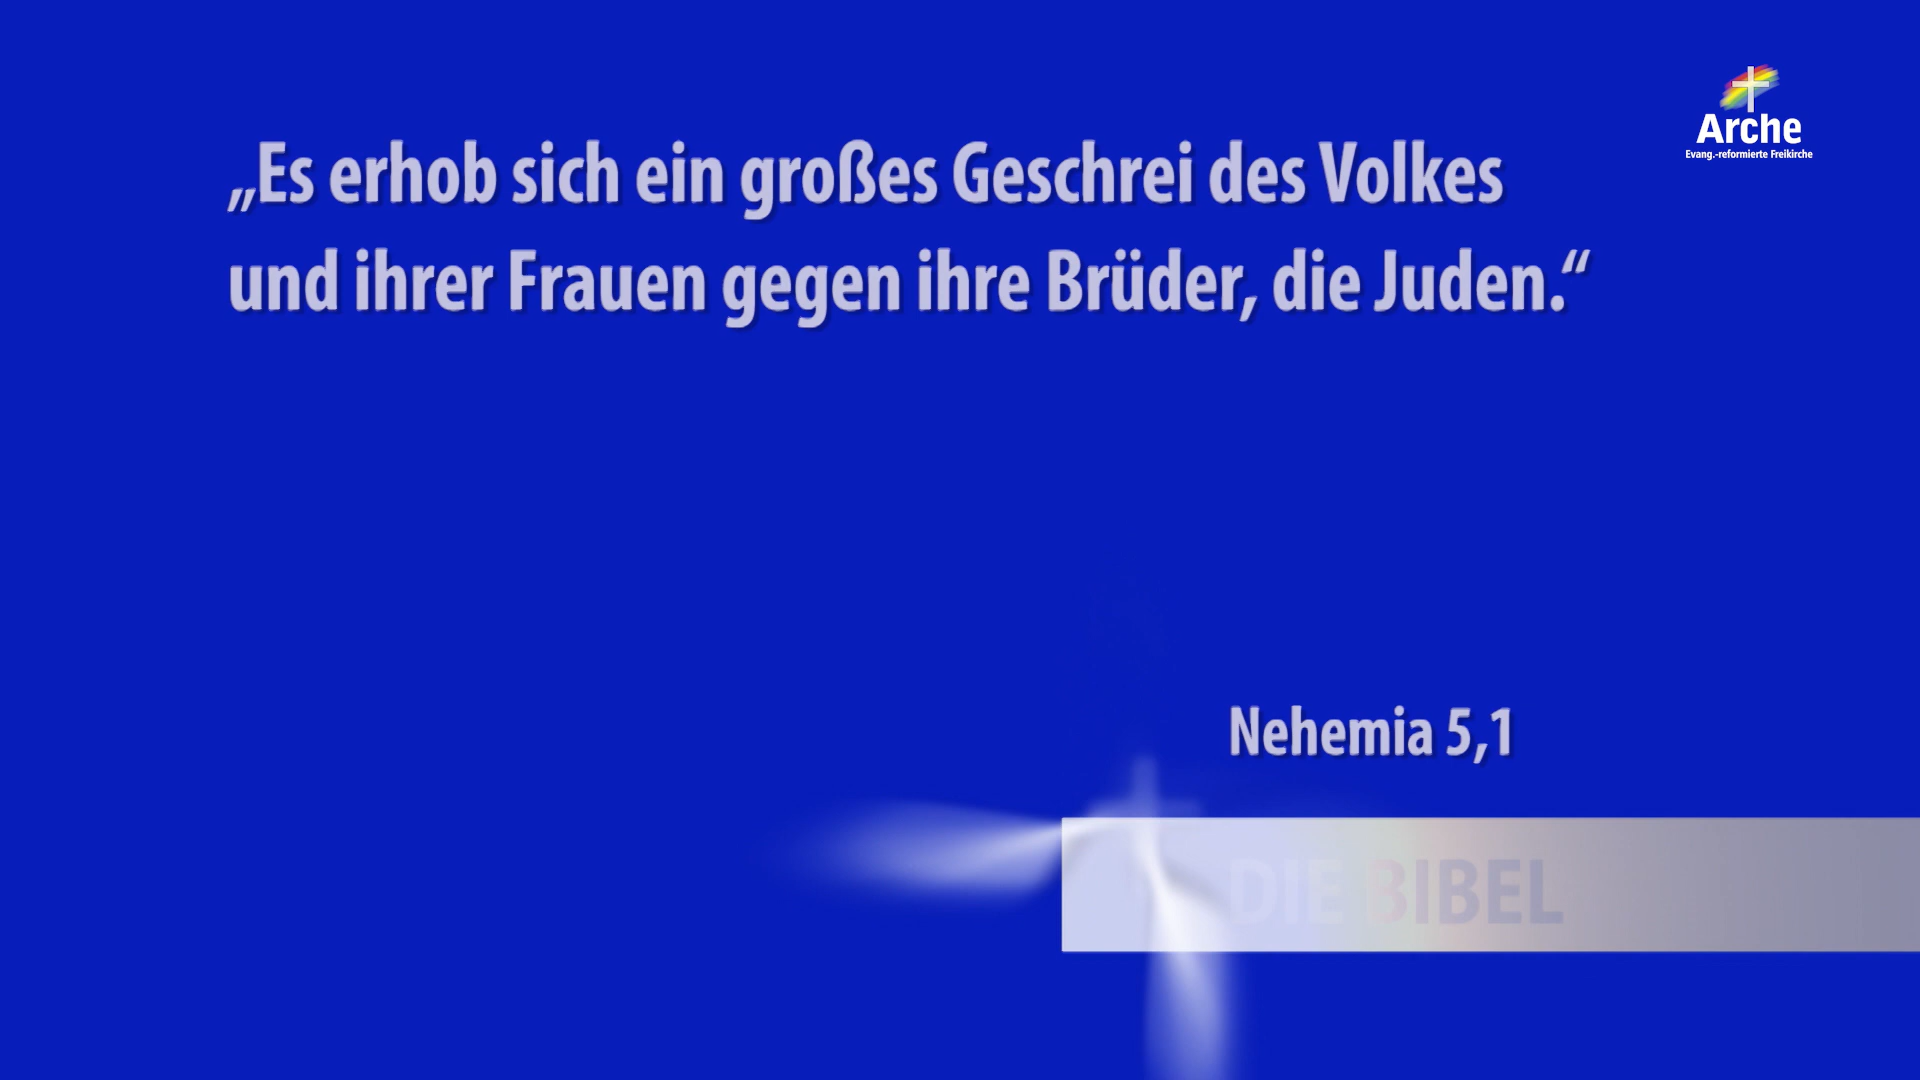 Arche
Evang.-reformierte Freikirche
„Es erhob sich ein großes Geschrei des Volkes
und ihrer Frauen gegen ihre Brüder, die Juden.“
Nehemia 5,1
DIE BIBEL